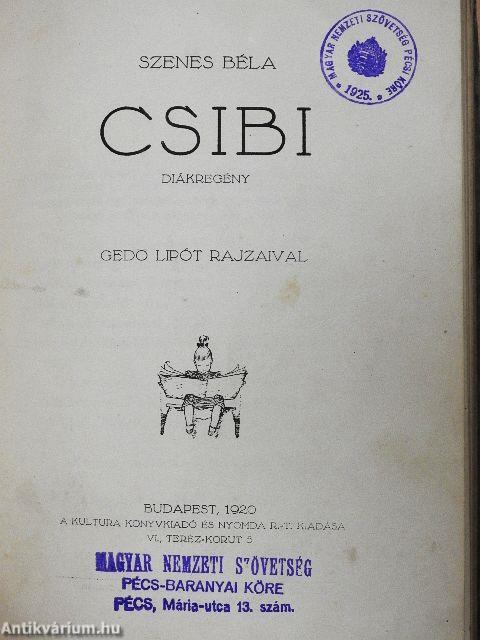 SZENES BÉLA
MAGYAR NEMZETI SZÖVETSÉG PÉCSI KÖRE
* 1925. *
CSIBI
DIÁKREGÉNY
GEDŐ LIPÓT RAJZAIVAL
BUDAPEST, 1920
A KULTURA KÖNYVKIADÓ ÉS NYOMDA R.-T. KIADÁSA
VI., TERÉZ-KÖRUT 5
MAGYAR NEMZETI SZÖVETSÉG
PÉCS-BARANYAI KÖRE
PÉCS, Mária-utca 13. szám.
Antikvárium.hu